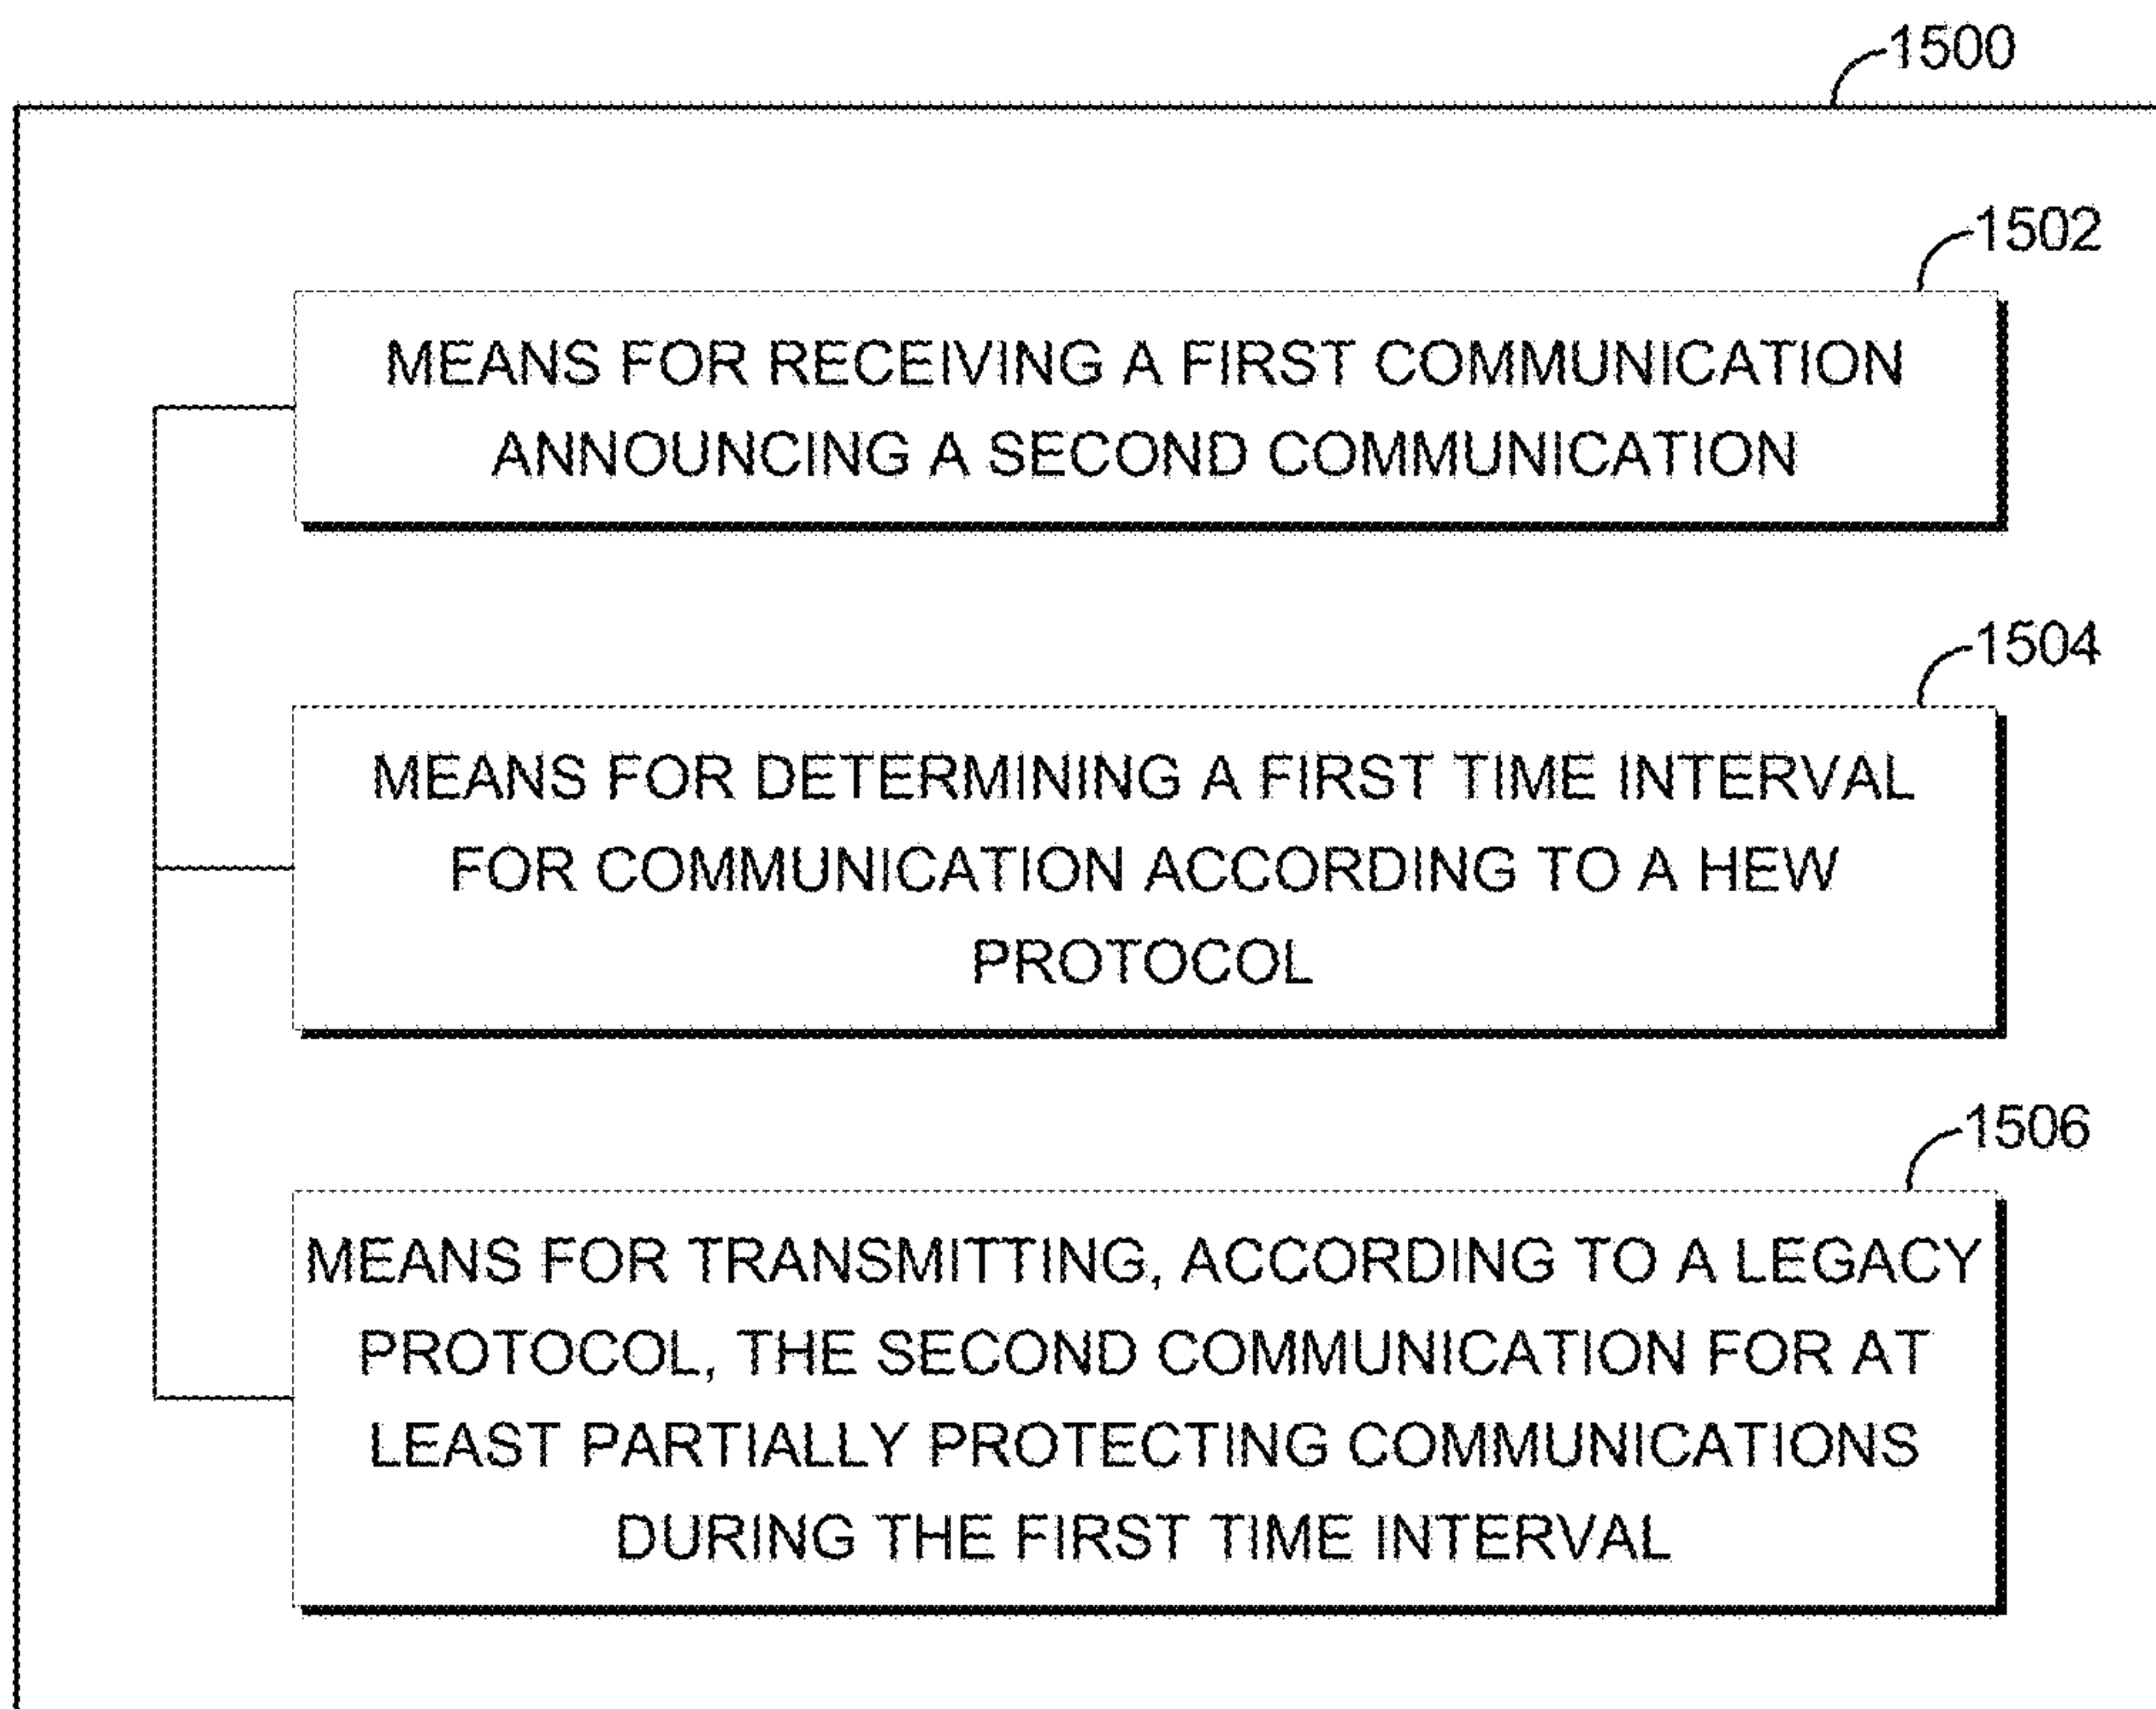 1500
1502
MEANS FOR RECEIVING A FIRST COMMUNICATION
ANNOUNCING A SECOND COMMUNICATION
1504
MEANS FOR DETERMINING A FIRST TIME INTERVAL
FOR COMMUNICATION ACCORDING TO A HEW
PROTOCOL
1506
MEANS FOR TRANSMITTING, ACCORDING TO A LEGACY
PROTOCOL, THE SECOND COMMUNICATION FOR AT
LEAST PARTIALLY PROTECTING COMMUNICATIONS
DURING THE FIRST TIME INTERVAL